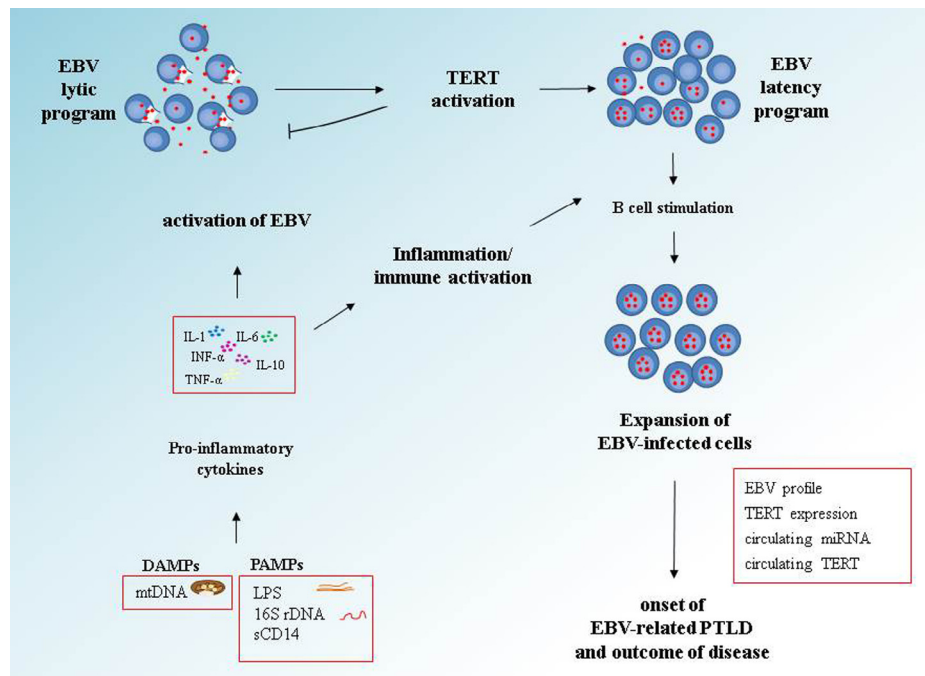 EBV
lytic
program
TERT
activation
EBV
latency
program
activation of EBV
Inflammation/
immune activation
B cell stimulation
IL-1 IL-6
INF-α
IL-10
TNF-α
Expansion of
EBV-infected cells
Pro-inflammatory
cytokines
EBV profile
TERT expression
circulating miRNA
circulating TERT
DAMPs
mtDNA
PAMPs
LPS
16S rDNA
sCD14
onset of
EBV-related PTLD
and outcome of disease